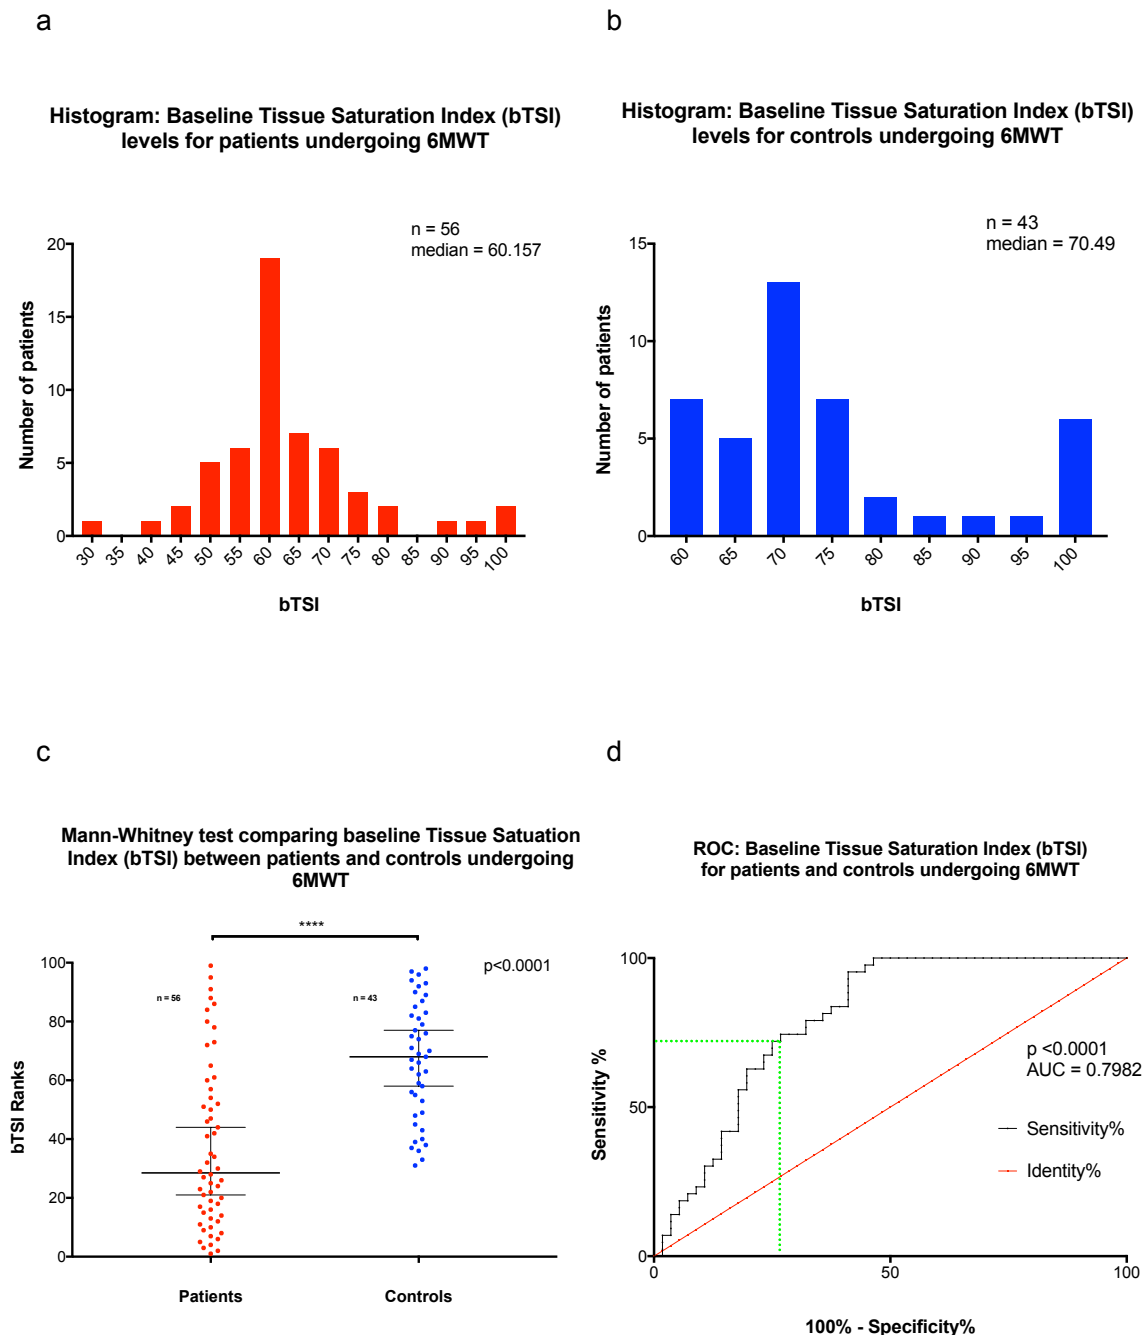 a
Histogram: Baseline Tissue Saturation Index (bTSI)
levels for patients undergoing 6MWT
n = 56
median = 60.157
Number of patients
20
15
10
5
0
30 35 40 45 50 55 60 65 70 75 80 85 90 95 100
bTSI
b
Histogram: Baseline Tissue Saturation Index (bTSI)
levels for controls undergoing 6MWT
n = 43
median = 70.49
Number of patients
15
10
5
0
60 65 70 75 80 85 90 95 100
bTSI
c
Mann-Whitney test comparing baseline Tissue Satuation
Index (bTSI) between patients and controls undergoing
6MWT
****
p<0.0001
n = 56
n = 43
bTSI Ranks
100
80
60
40
20
0
Patients Controls
d
ROC: Baseline Tissue Saturation Index (bTSI)
for patients and controls undergoing 6MWT
Sensitivity %
100
50
0
p <0.0001
AUC = 0.7982
Sensitivity%
Identity%
0 50 100
100% - Specificity%